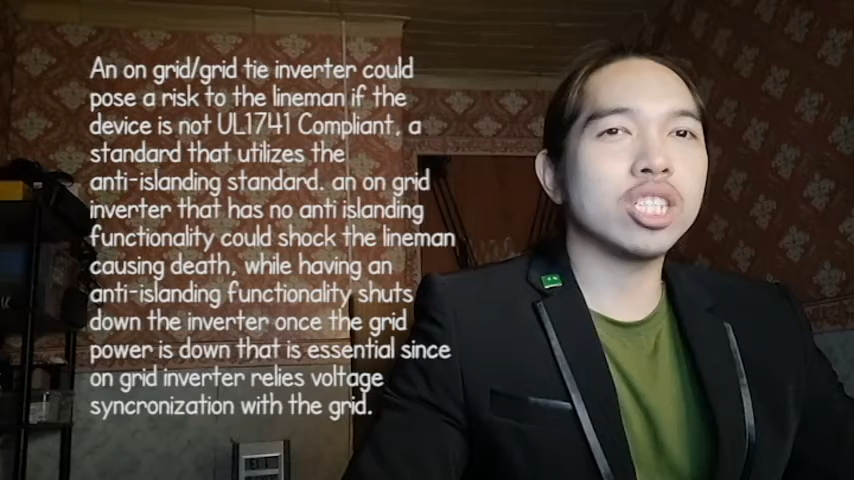 An on grid/grid tie inverter could
pose a risk to the lineman if the
device is not UL1741 Compliant, a
standard that utilizes the
anti-islanding standard. an on grid
inverter that has no anti islanding
functionality could shock the lineman
causing death, while having an
anti-islanding functionality shuts
down the inverter once the grid
power is down that is essential since
on grid inverter relies voltage
syncronization with the grid.